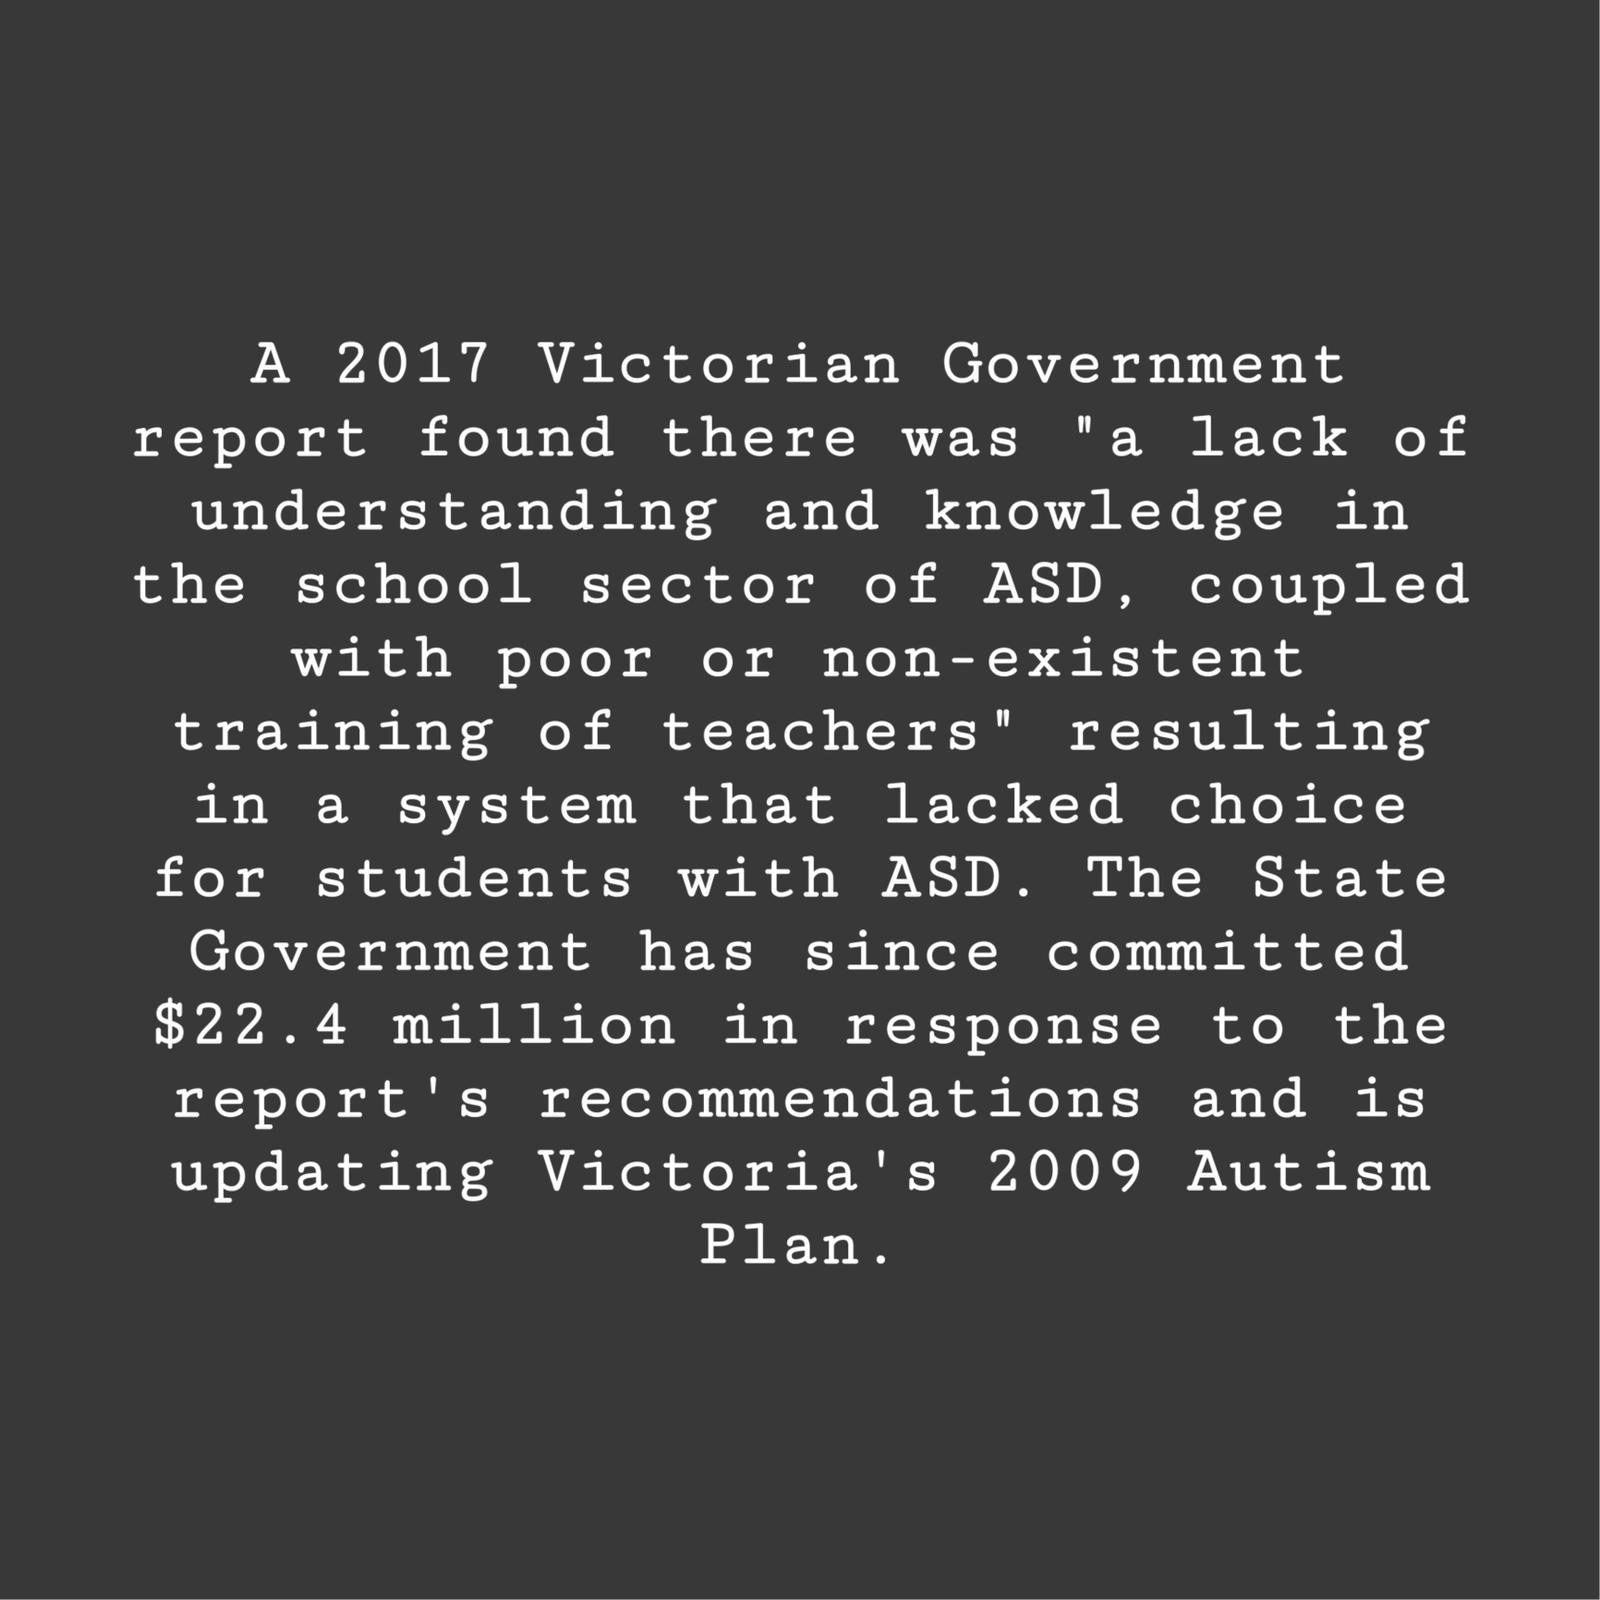 A 2017 Victorian Government
report found there was "a lack of
understanding and knowledge in
the school sector of ASD, coupled
with poor or non-existent
training of teachers" resulting
in a system that lacked choice
for students with ASD. The State
Government has since committed
$22.4 million in response to the
report's recommendations and is
updating Victoria's 2009 Autism
Plan.